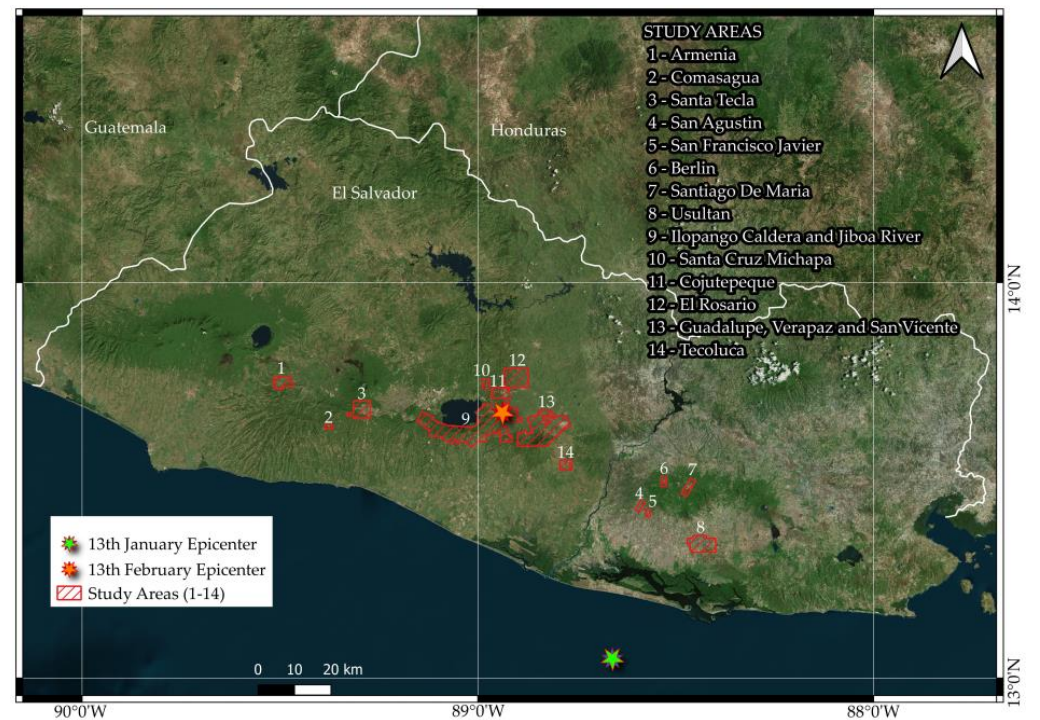 STUDY AREAS
1 - Armenia
2 - Comasagua
3 - Santa Tecla
4 - San Agustin
5 - San Francisco Javier
6 - Berlin
7 - Santiago De Maria
8 - Usultan
9 - Ilopango Caldera and Jiboa River
10 - Santa Cruz Michapa
11 - Cojutepeque
12 - El Rosario
13 - Guadalupe, Verapaz and San Vicente
14 - Tecoluca
Guatemala
Honduras
El Salvador
14°0'N
1
2
3
10
11
12
9
13
14
6
7
4
5
8
13th January Epicenter
13th February Epicenter
Study Areas (1-14)
0 10 20 km
13°0'N
90°0'W
89°0'W
88°0'W